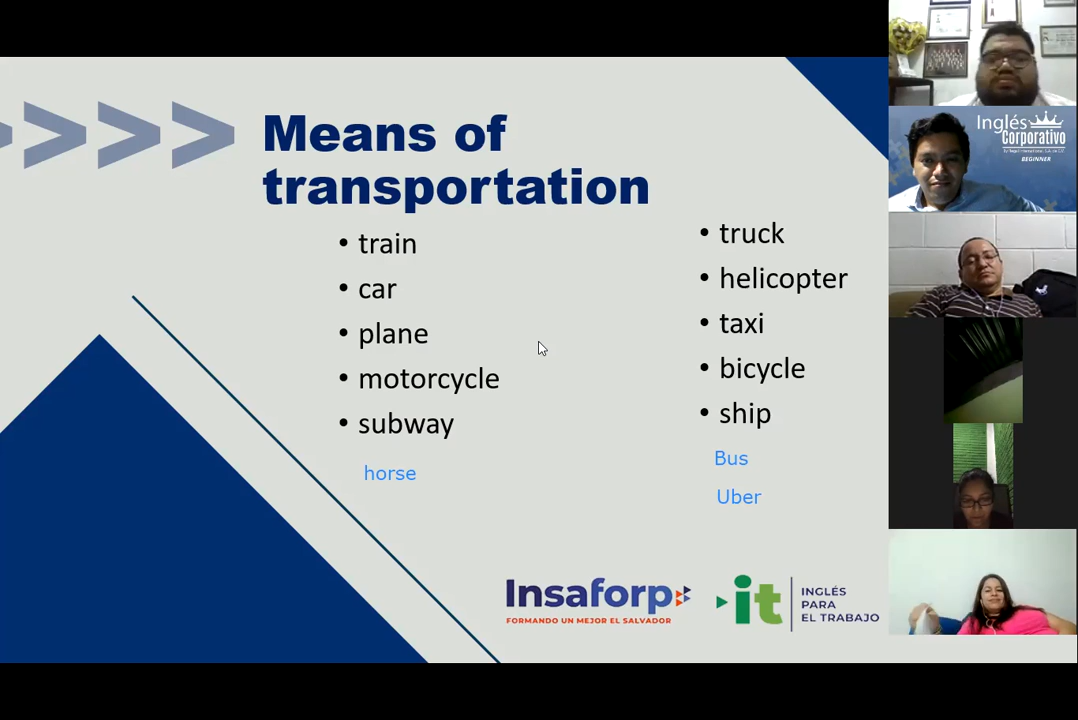 Means of
transportation
• train
• car
• plane
• motorcycle
• subway
horse
• truck
• helicopter
• taxi
• bicycle
• ship
Bus
Uber
Insaforp
FORMANDO UN MEJOR EL SALVADOR
it
INGLÉS
PARA
EL TRABAJO
Inglés
Corporativo
BEGINNER